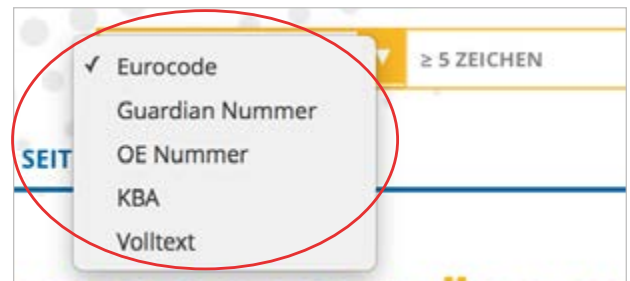 ✓ Eurocode
≥ 5 ZEICHEN
Guardian Nummer
SEIT
OE Nummer
KBA
Volltext